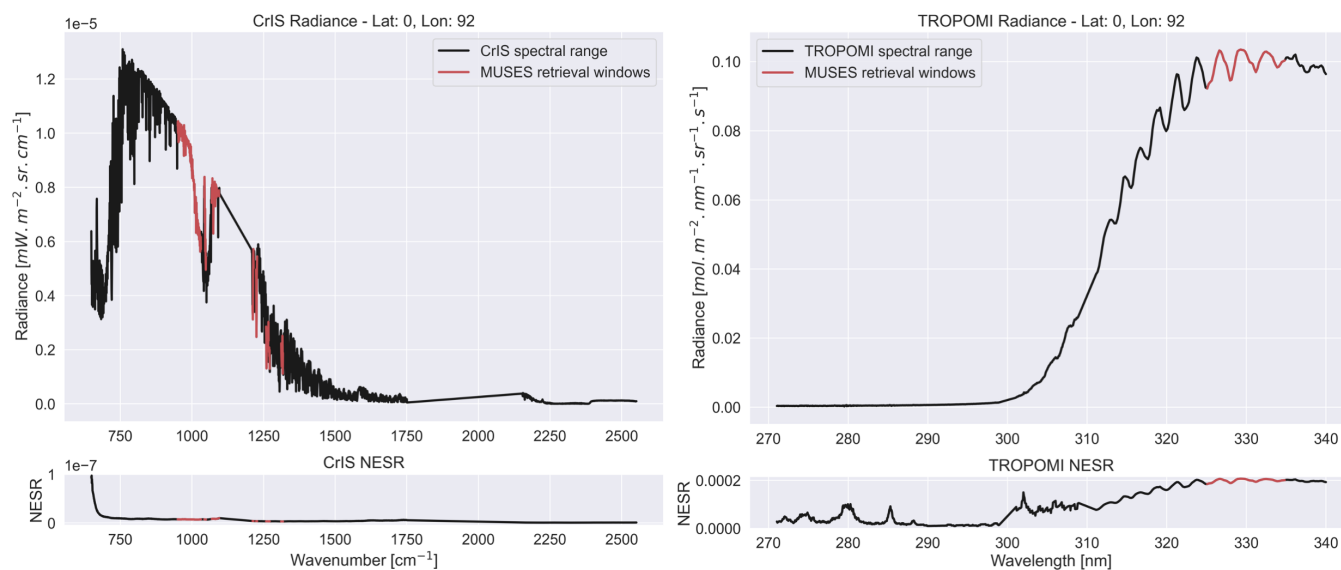 CrIS Radiance - Lat: 0, Lon: 92
1e-5
CrIS spectral range
MUSES retrieval windows
Radiance [mW. m⁻². sr. cm⁻¹]
1.2
1.0
0.8
0.6
0.4
0.2
0.0
750 1000 1250 1500 1750 2000 2250 2500
CrIS NESR
1e-7
NESR
1
0
750 1000 1250 1500 1750 2000 2250 2500
Wavenumber [cm⁻¹]
TROPOMI Radiance - Lat: 0, Lon: 92
TROPOMI spectral range
MUSES retrieval windows
Radiance [mol. m⁻². nm⁻¹. sr⁻¹. s⁻¹]
0.10
0.08
0.06
0.04
0.02
0.00
270 280 290 300 310 320 330 340
TROPOMI NESR
NESR
0.0002
0.0000
270 280 290 300 310 320 330 340
Wavelength [nm]